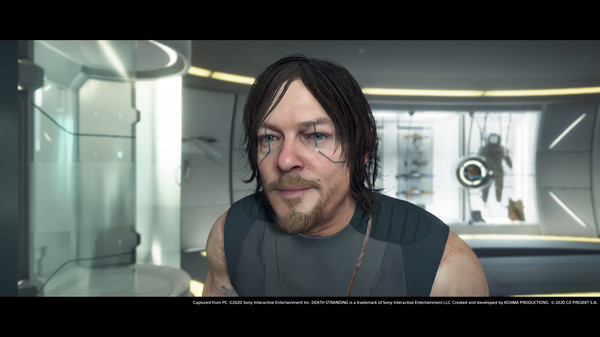 Captured from PC. ©2020 Sony Interactive Entertainment Inc. DEATH STRANDING is a trademark of Sony Interactive Entertainment LLC. Created and developed by KOJIMA PRODUCTIONS. © 2020 CD PROJEKT S.A.